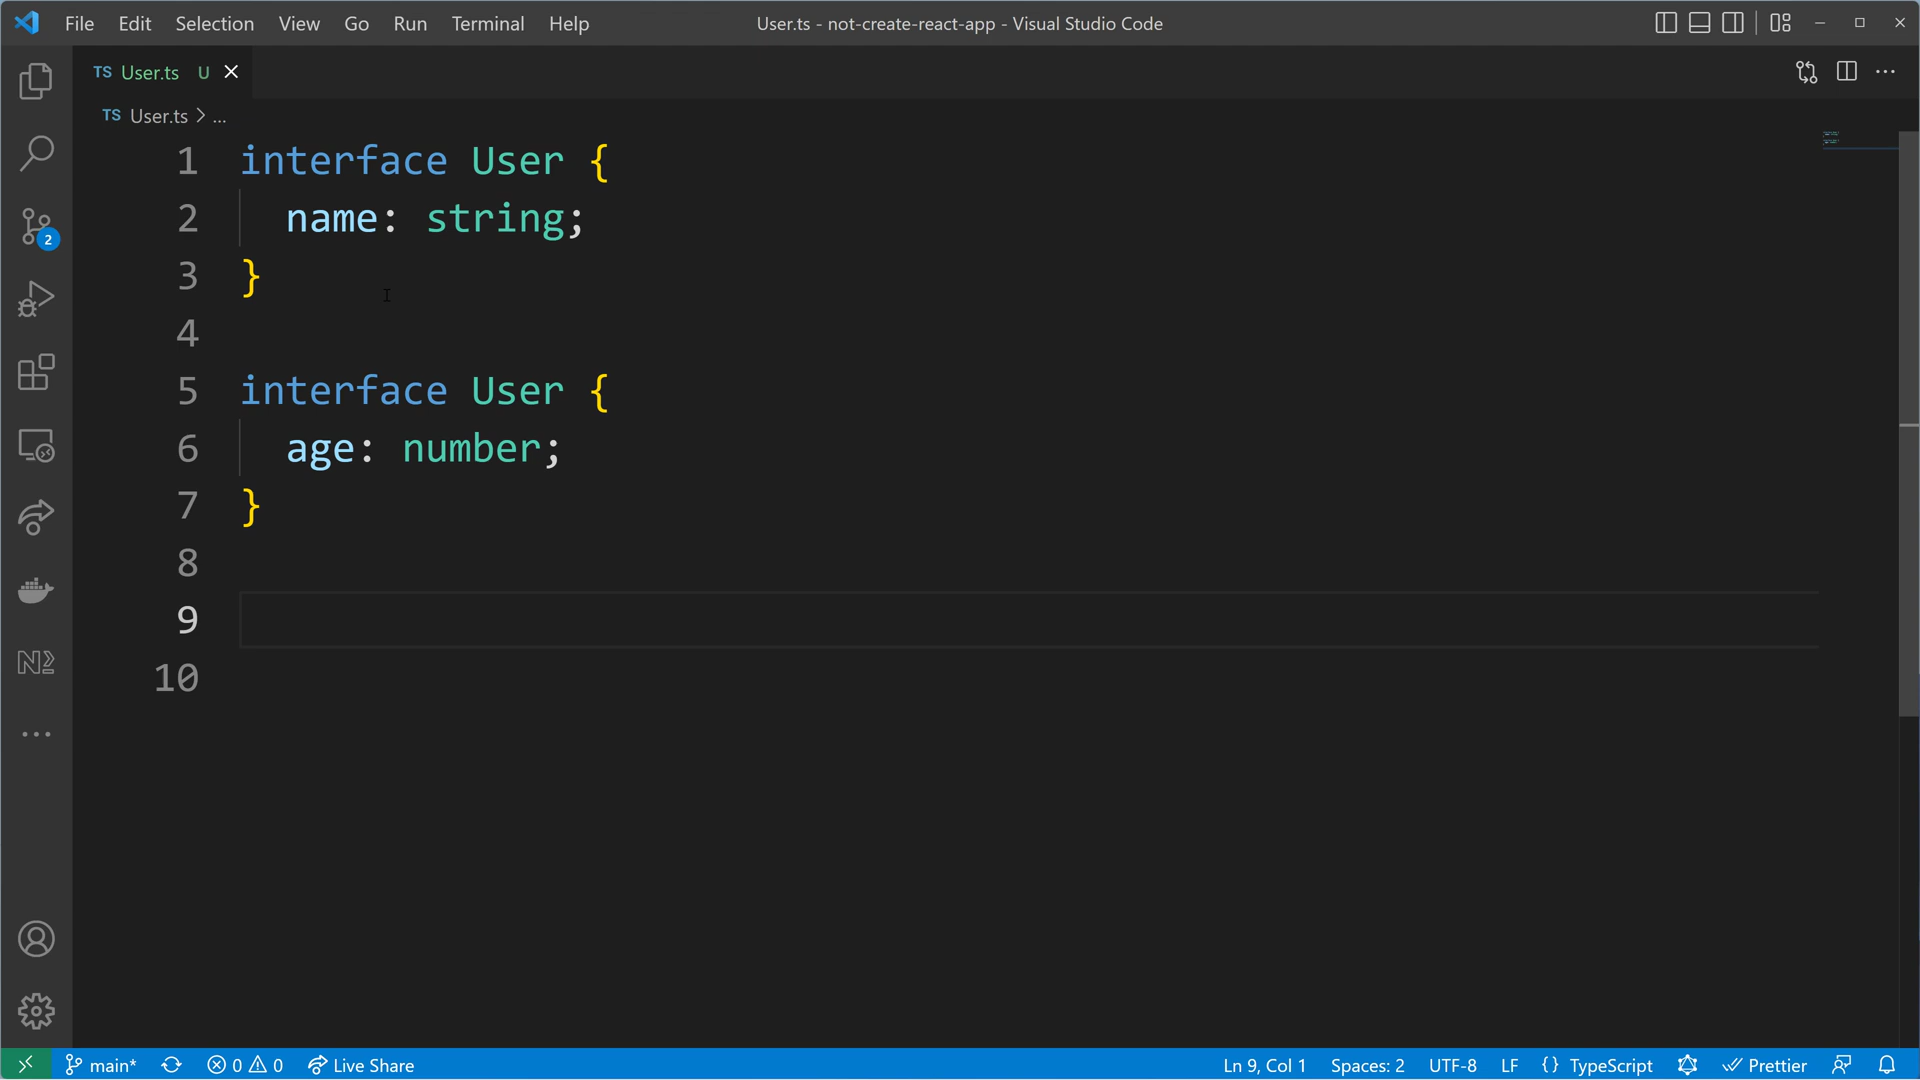 File Edit Selection View Go Run Terminal Help
User.ts - not-create-react-app - Visual Studio Code
TS User.ts U
TS User.ts > ...
1 interface User {
2 name: string;
3 }
4
5 interface User {
6 age: number;
7 }
8
9
10
2
main* 0 0 Live Share
Ln 9, Col 1 Spaces: 2 UTF-8 LF {} TypeScript Prettier